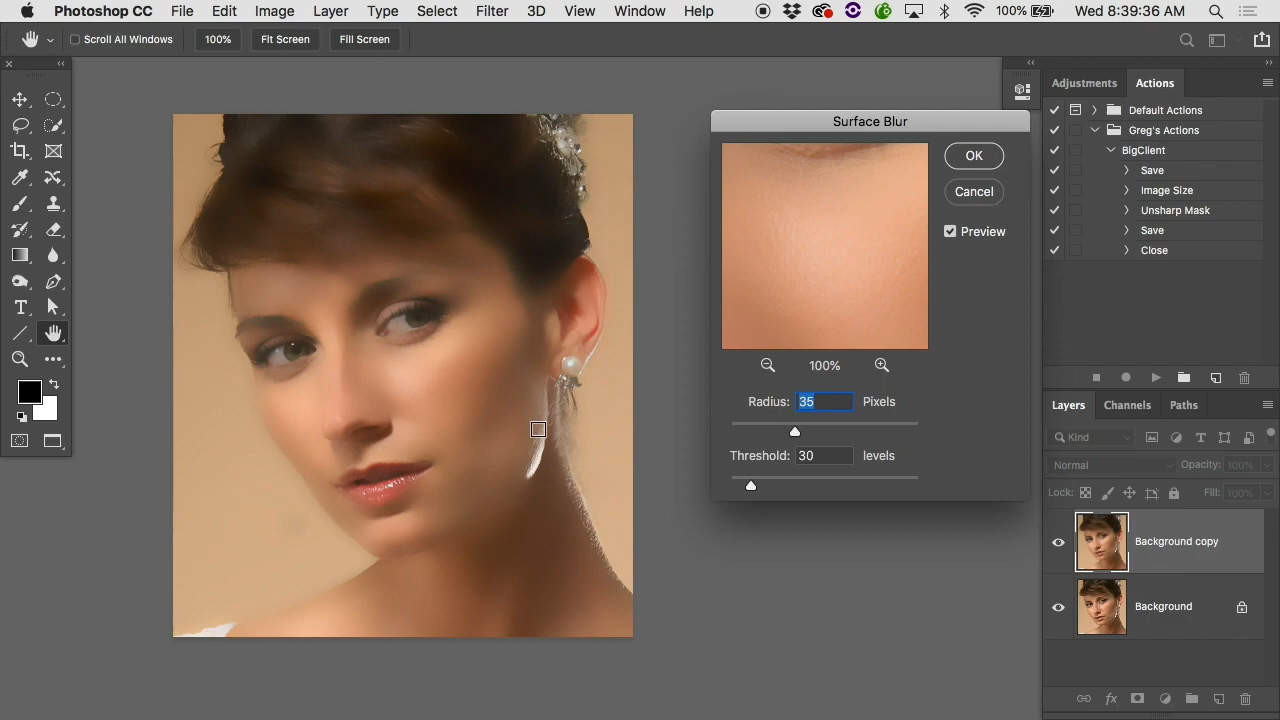 Photoshop CC File Edit Image Layer Type Select Filter 3D View Window Help 100% Wed 8:39:36 AM
Scroll All Windows 100% Fit Screen Fill Screen
Surface Blur
OK
Cancel
Preview
100%
Radius: 35 Pixels
Threshold: 30 levels
Adjustments Actions
Default Actions
Greg's Actions
BigClient
Save
Image Size
Unsharp Mask
Save
Close
Layers Channels Paths
Kind
Normal Opacity: 100%
Lock: Fill: 100%
Background copy
Background
fx